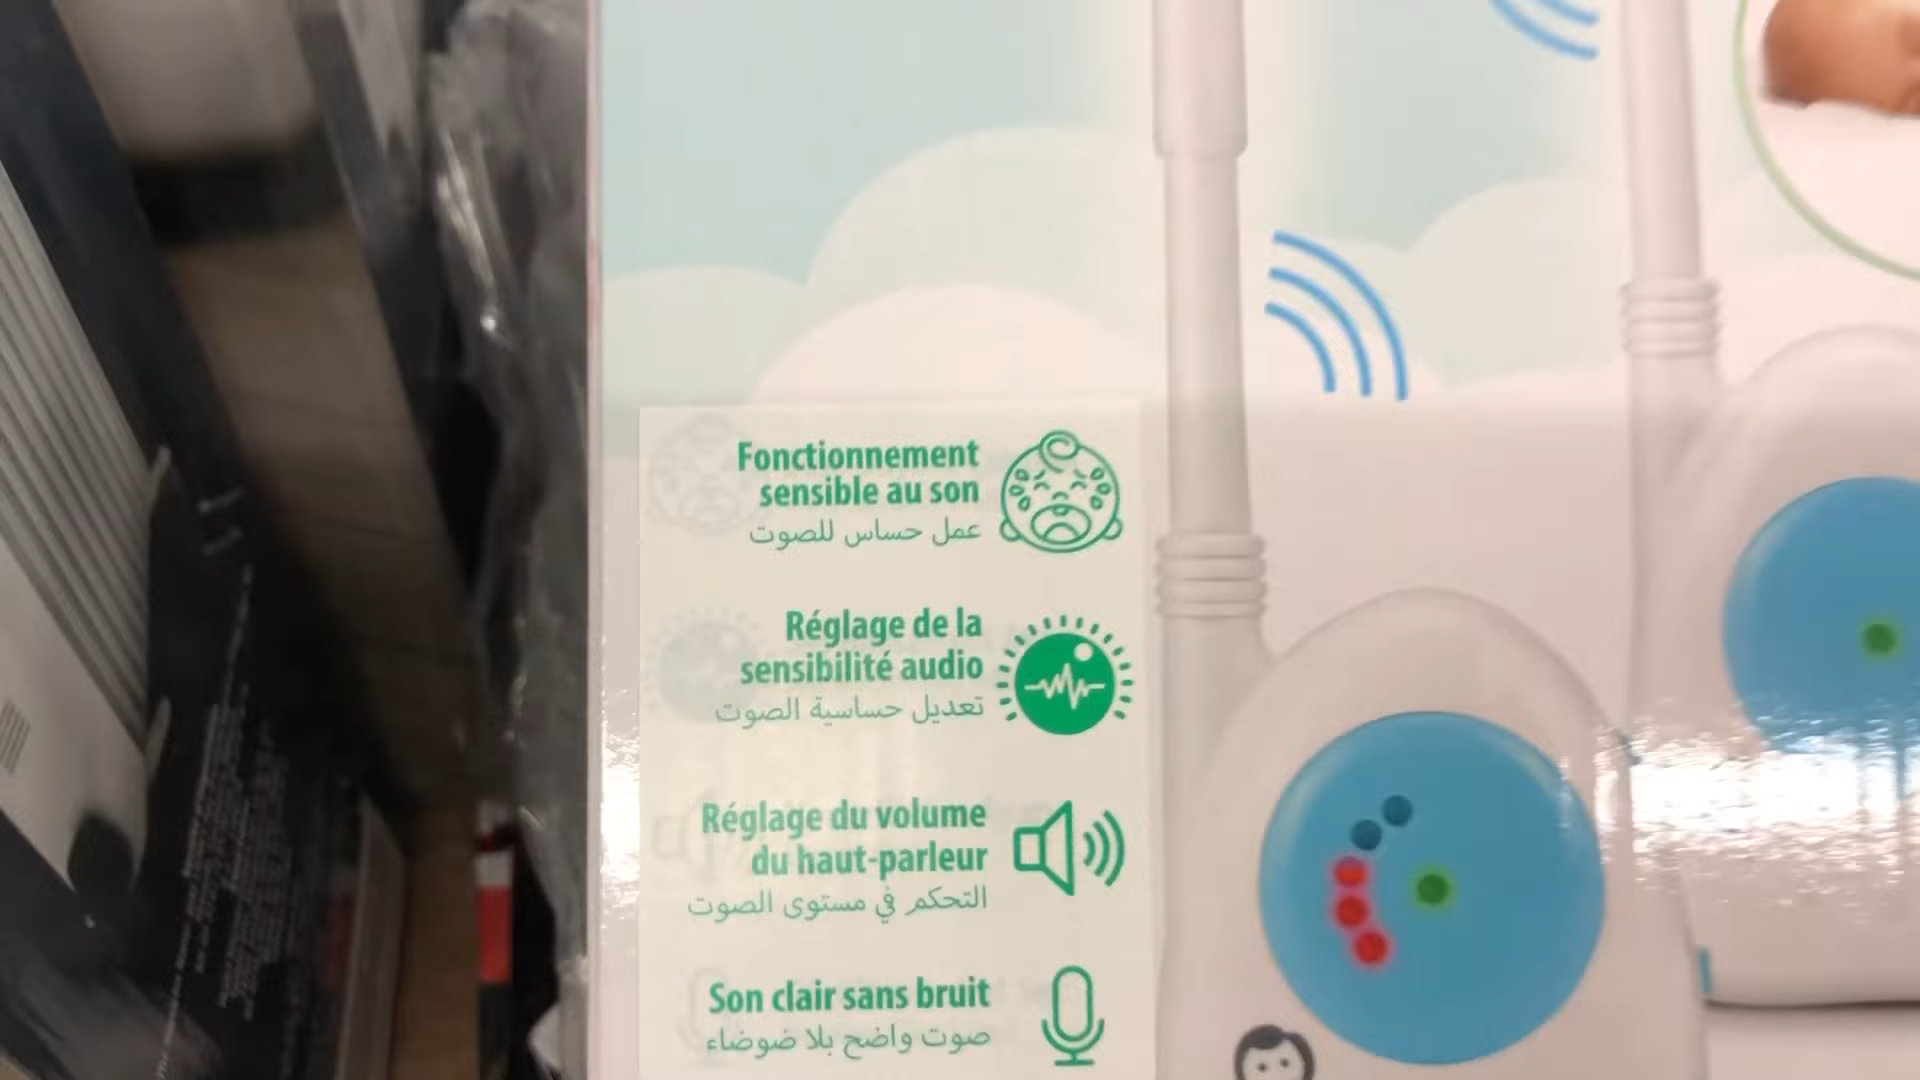 Fonctionnement
sensible au son
عمل حساس للصوت
Réglage de la
sensibilité audio
تعديل حساسية الصوت
Réglage du volume
du haut-parleur
التحكم في مستوى الصوت
Son clair sans bruit
صوت واضح بلا ضوضاء